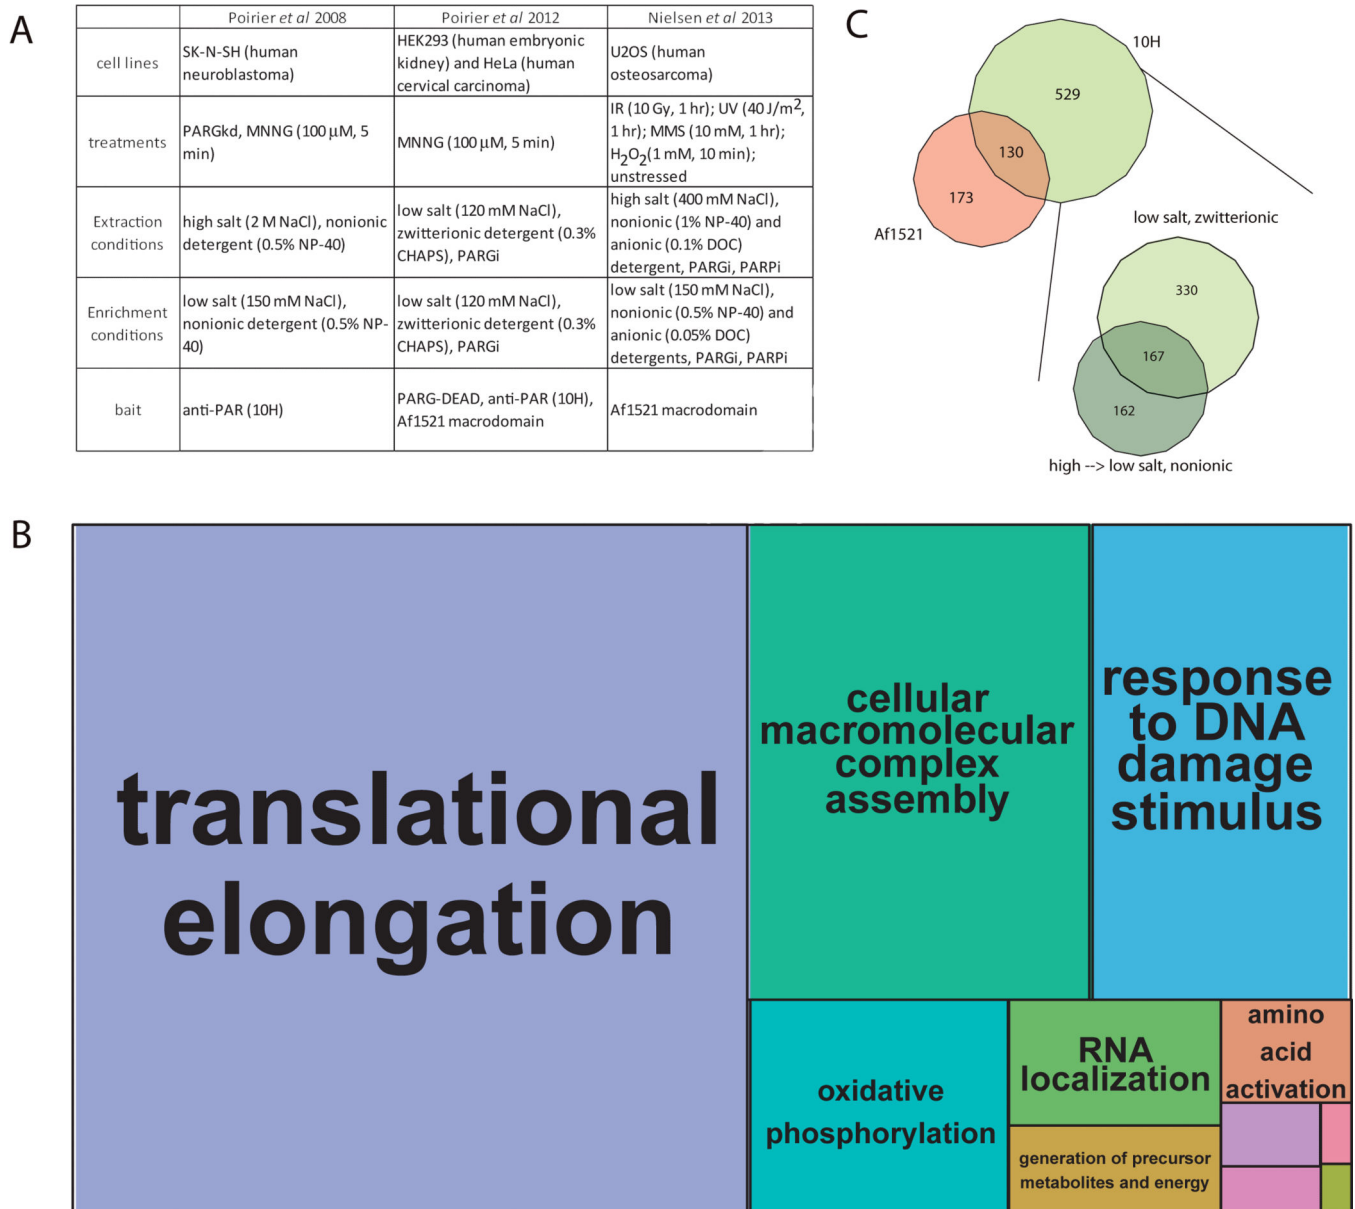 A
Poirier et al 2008
Poirier et al 2012
Nielsen et al 2013
cell lines
SK-N-SH (human
neuroblastoma)
HEK293 (human embryonic
kidney) and HeLa (human
cervical carcinoma)
U2OS (human
osteosarcoma)
treatments
PARGkd, MNNG (100 μM, 5
min)
MNNG (100 μM, 5 min)
IR (10 Gy, 1 hr); UV (40 J/m²,
1 hr); MMS (10 mM, 1 hr);
H₂O₂(1 mM, 10 min);
unstressed
Extraction
conditions
high salt (2 M NaCl), nonionic
detergent (0.5% NP-40)
low salt (120 mM NaCl),
zwitterionic detergent (0.3%
CHAPS), PARGi
high salt (400 mM NaCl),
nonionic (1% NP-40) and
anionic (0.1% DOC)
detergent, PARGi, PARPi
Enrichment
conditions
low salt (150 mM NaCl),
nonionic detergent (0.5% NP-
40)
low salt (120 mM NaCl),
zwitterionic detergent (0.3%
CHAPS), PARGi
low salt (150 mM NaCl),
nonionic (0.5% NP-40) and
anionic (0.05% DOC)
detergents, PARGi, PARPi
bait
anti-PAR (10H)
PARG-DEAD, anti-PAR (10H),
Af1521 macrodomain
Af1521 macrodomain
C
10H
529
130
173
Af1521
low salt, zwitterionic
330
167
162
high --> low salt, nonionic
B
translational
elongation
cellular
macromolecular
complex
assembly
response
to DNA
damage
stimulus
oxidative
phosphorylation
RNA
localization
generation of precursor
metabolites and energy
amino
acid
activation